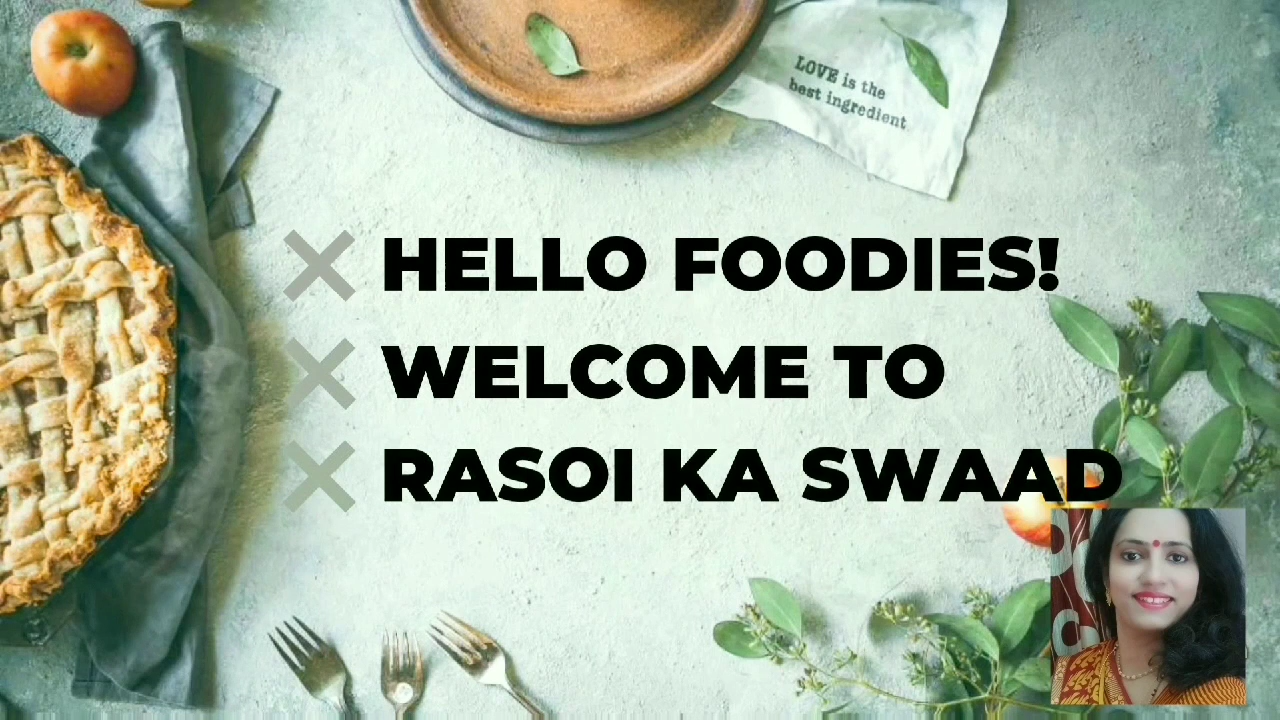 LOVE is the
best ingredient
HELLO FOODIES!
WELCOME TO
RASOI KA SWAAD